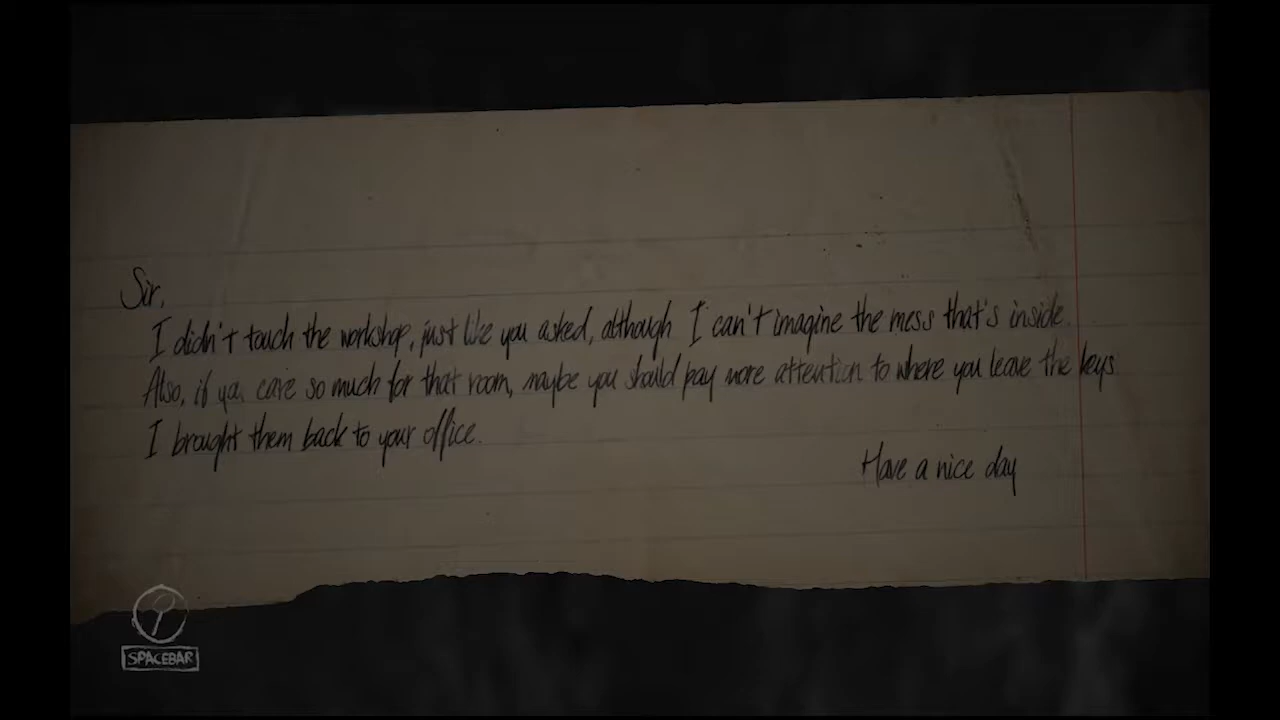 Sir,
I didn't touch the workshop, just like you asked, although I can't imagine the mess that's inside.
Also, if you care so much for that room, maybe you should pay more attention to where you leave the keys
I brought them back to your office.
Have a nice day
SPACEBAR